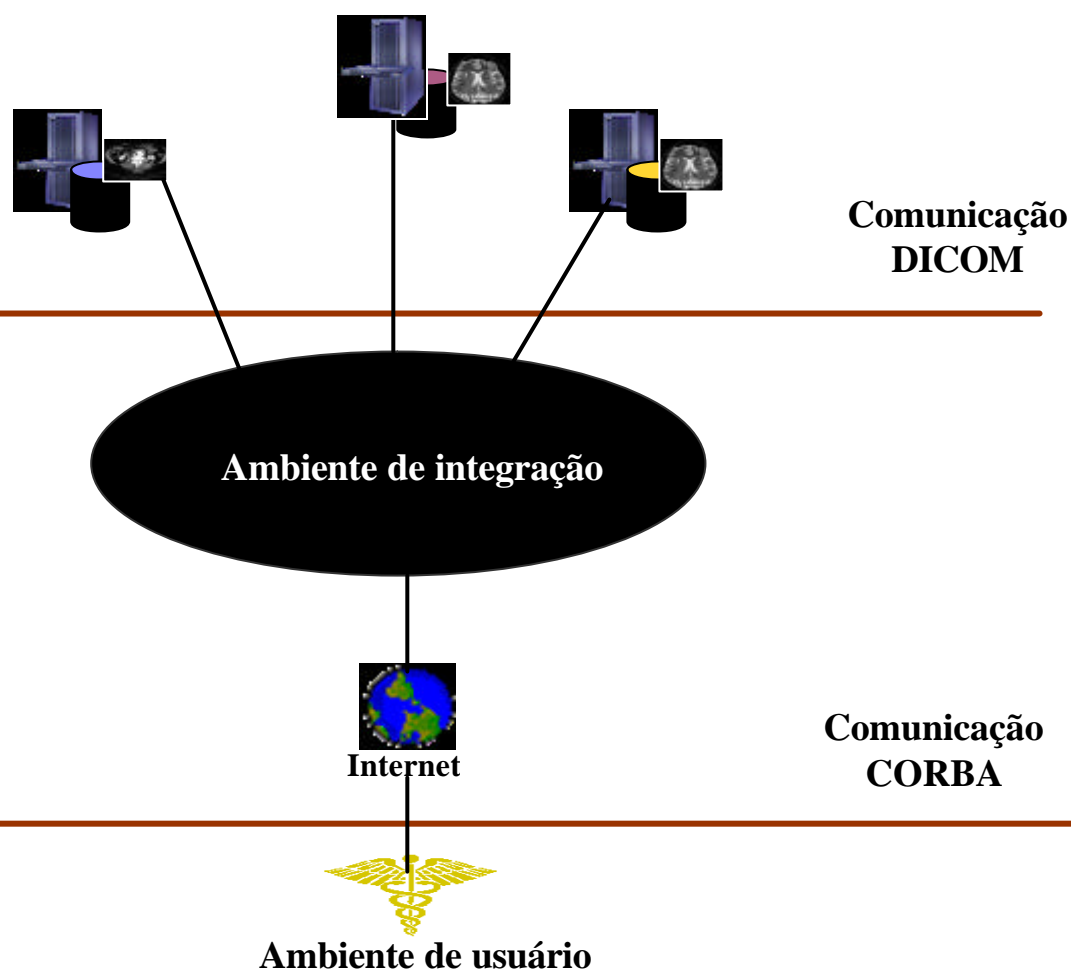 Comunicação
DICOM
Ambiente de integração
Internet
Comunicação
CORBA
Ambiente de usuário